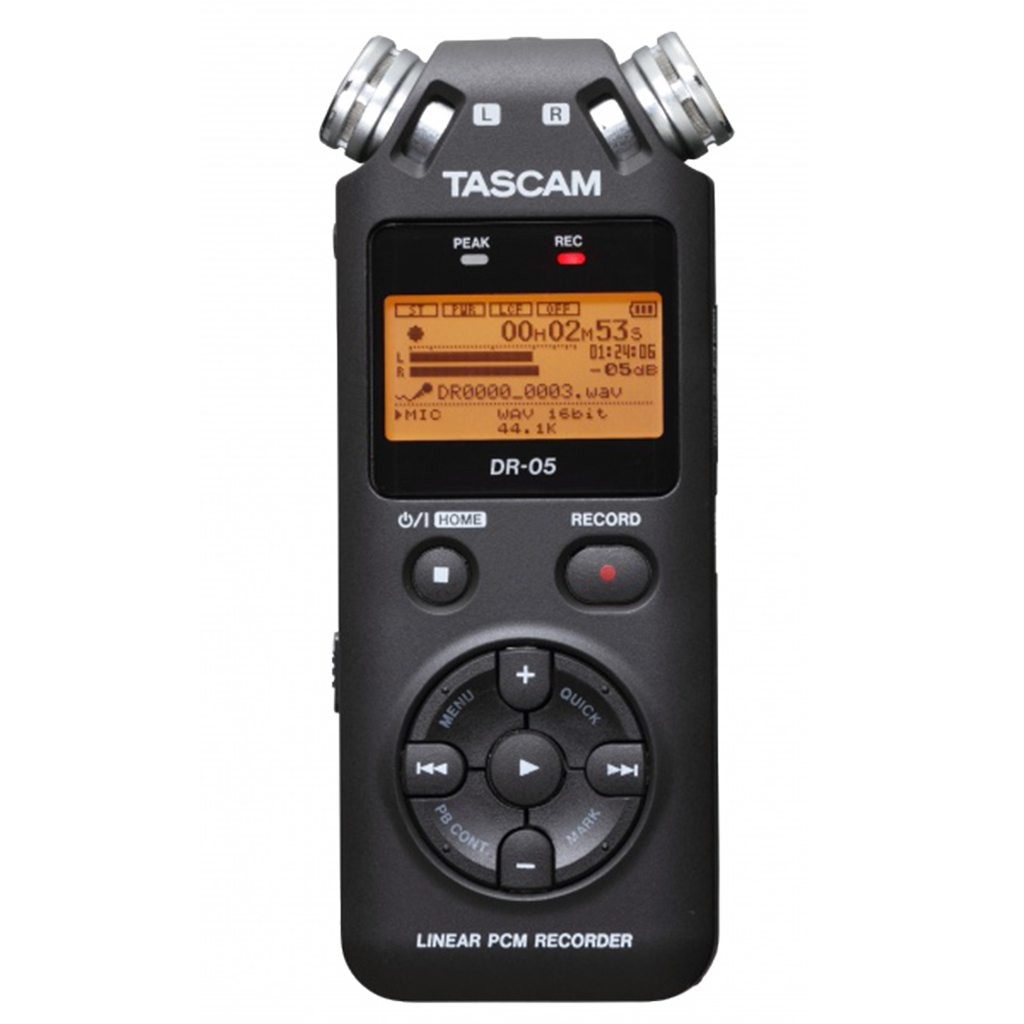 L R
TASCAM
PEAK REC
ST PWR LCF OFF
00H02M53S
L 01:24:06
R -05dB
DR0000_0003.wav
MIC WAV 16bit
44.1K
DR-05
/I HOME RECORD
+
MENU QUICK
PB CONT. MARK
−
LINEAR PCM RECORDER